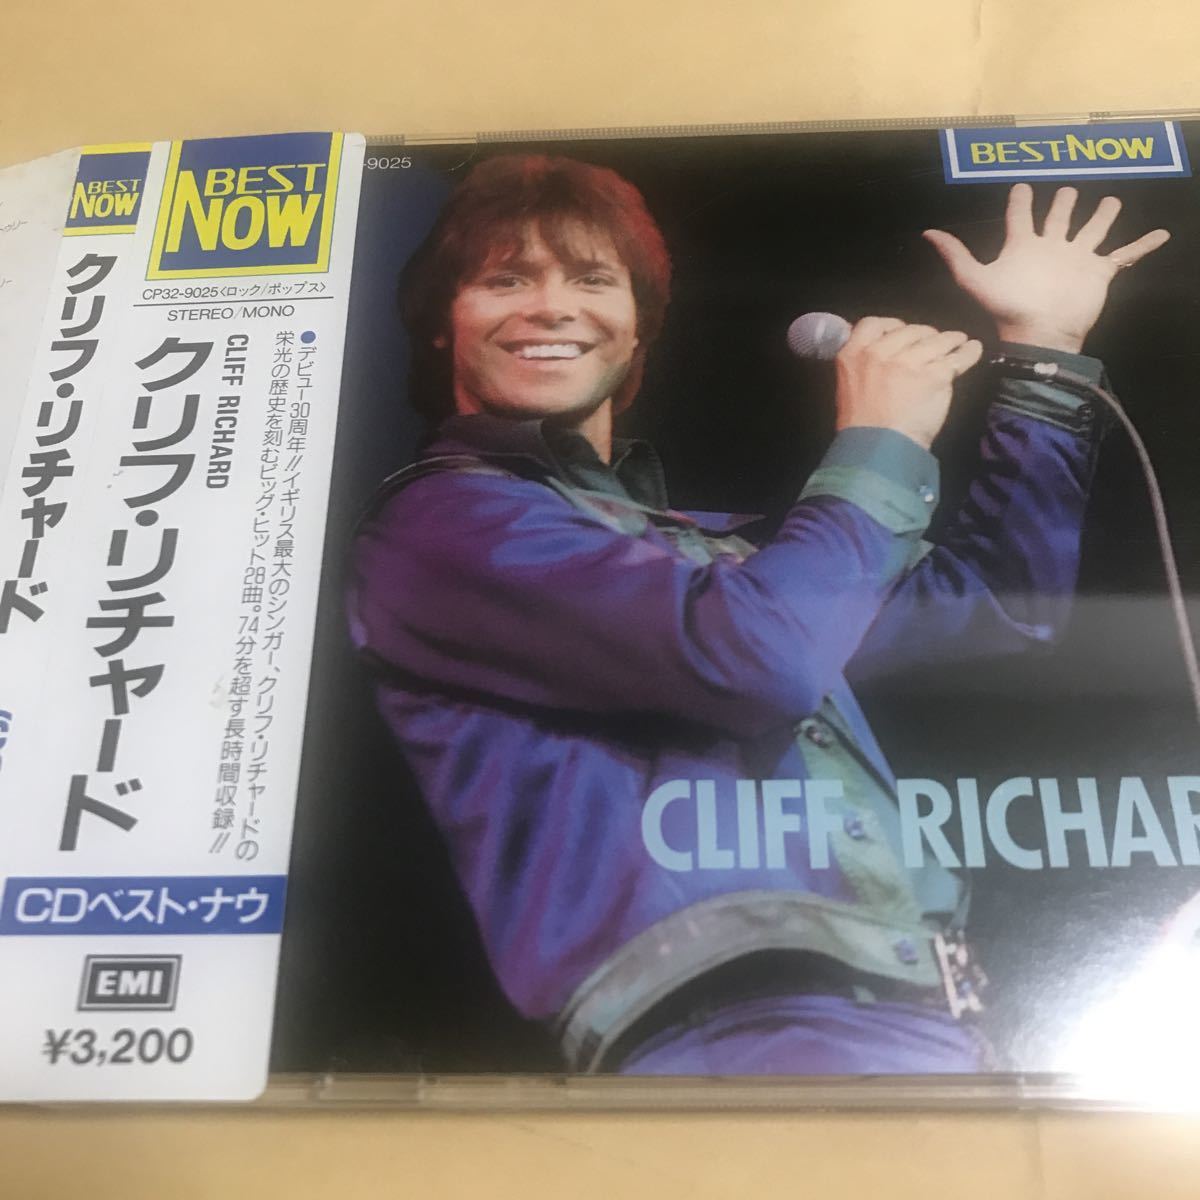 BEST
NOW
クリフ・リチャード
BEST
NOW
CP32-9025〈ロック/ポップス〉
STEREO/MONO
CLIFF RICHARD
クリフ・リチャード
●デビュー30周年!!イギリス最大のシンガー、クリフ・リチャードの
栄光の歴史を刻むビッグ・ヒット28曲。74分を超す長時間収録!!
CDベスト・ナウ
EMI
¥3,200
-9025
BEST NOW
CLIFF RICHAR